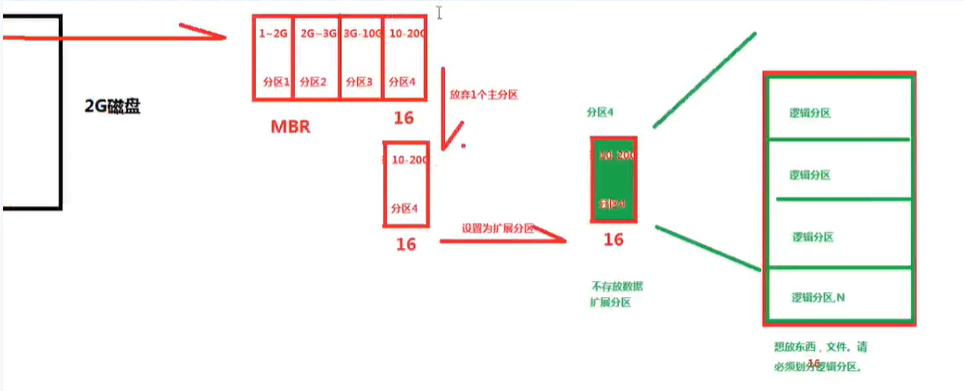 2G磁盘
1~2G 2G~3G 3G-10G 10-20G
分区1 分区2 分区3 分区4
MBR
16
放弃1个主分区
10-20G
分区4
16
设置为扩展分区
分区4
10-20G
分区4
16
不存放数据
扩展分区
逻辑分区
逻辑分区
逻辑分区
逻辑分区,N
想放东西，文件。请
16
必须划分逻辑分区。